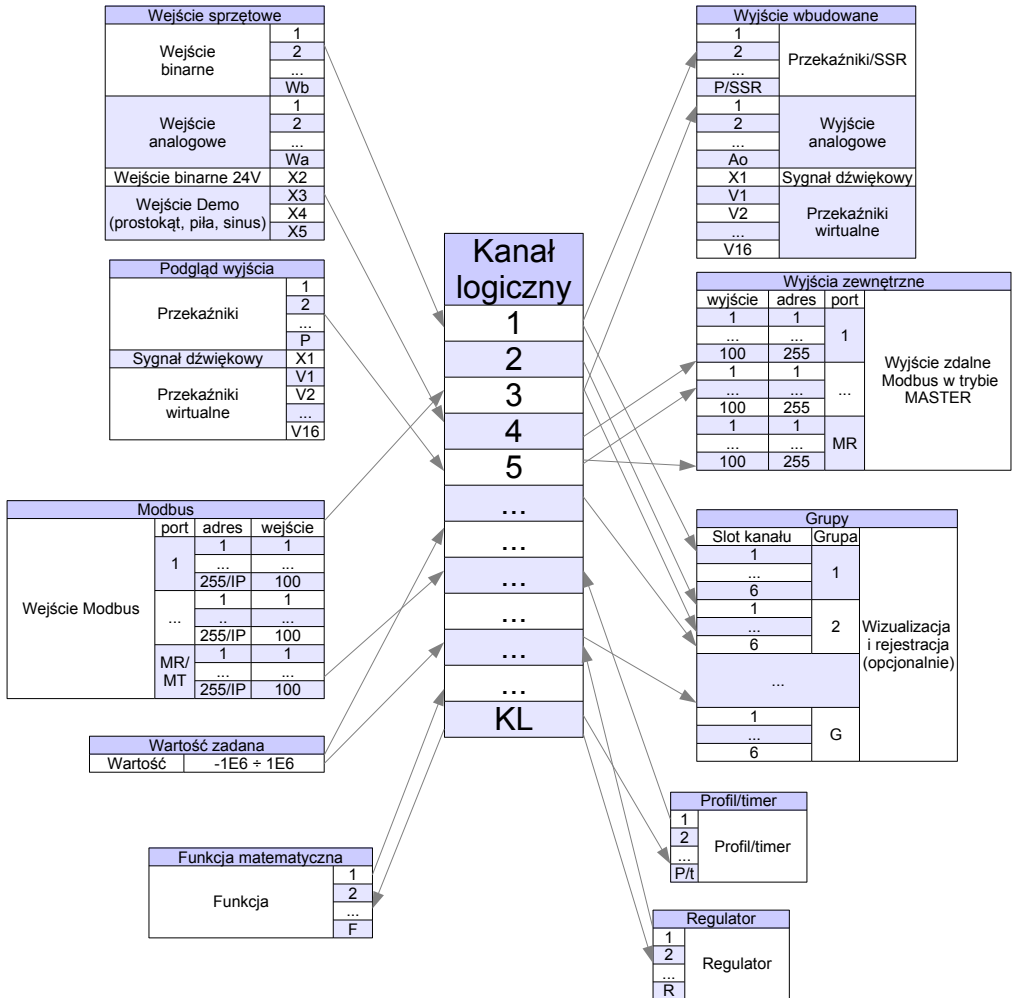 Wejście sprzętowe
Wejście
binarne
1
2
...
Wb
Wejście
analogowe
1
2
...
Wa
Wejście binarne 24V
X2
Wejście Demo
(prostokąt, piła, sinus)
X3
X4
X5
Podgląd wyjścia
Przekaźniki
1
2
...
P
Sygnał dźwiękowy
X1
Przekaźniki
wirtualne
V1
V2
...
V16
Modbus
port adres wejście
Wejście Modbus
1
1 1
... ...
255/IP 100
...
1 1
.. ...
255/IP 100
MR/
MT
1 1
... ...
255/IP 100
Wartość zadana
Wartość -1E6 ÷ 1E6
Funkcja matematyczna
Funkcja
1
2
...
F
Kanał
logiczny
1
2
3
4
5
...
...
...
...
...
...
KL
Wyjście wbudowane
1
2
...
P/SSR
Przekaźniki/SSR
1
2
...
Ao
Wyjście
analogowe
X1
Sygnał dźwiękowy
V1
V2
...
V16
Przekaźniki
wirtualne
Wyjścia zewnętrzne
wyjście adres port
1 1
... ...
100 255
1
1 1
... ...
100 255
...
1 1
... ...
100 255
MR
Wyjście zdalne
Modbus w trybie
MASTER
Grupy
Slot kanału Grupa
1
...
6
1
1
...
6
2
...
1
...
6
G
Wizualizacja
i rejestracja
(opcjonalnie)
Profil/timer
1
2
...
P/t
Profil/timer
Regulator
1
2
...
R
Regulator